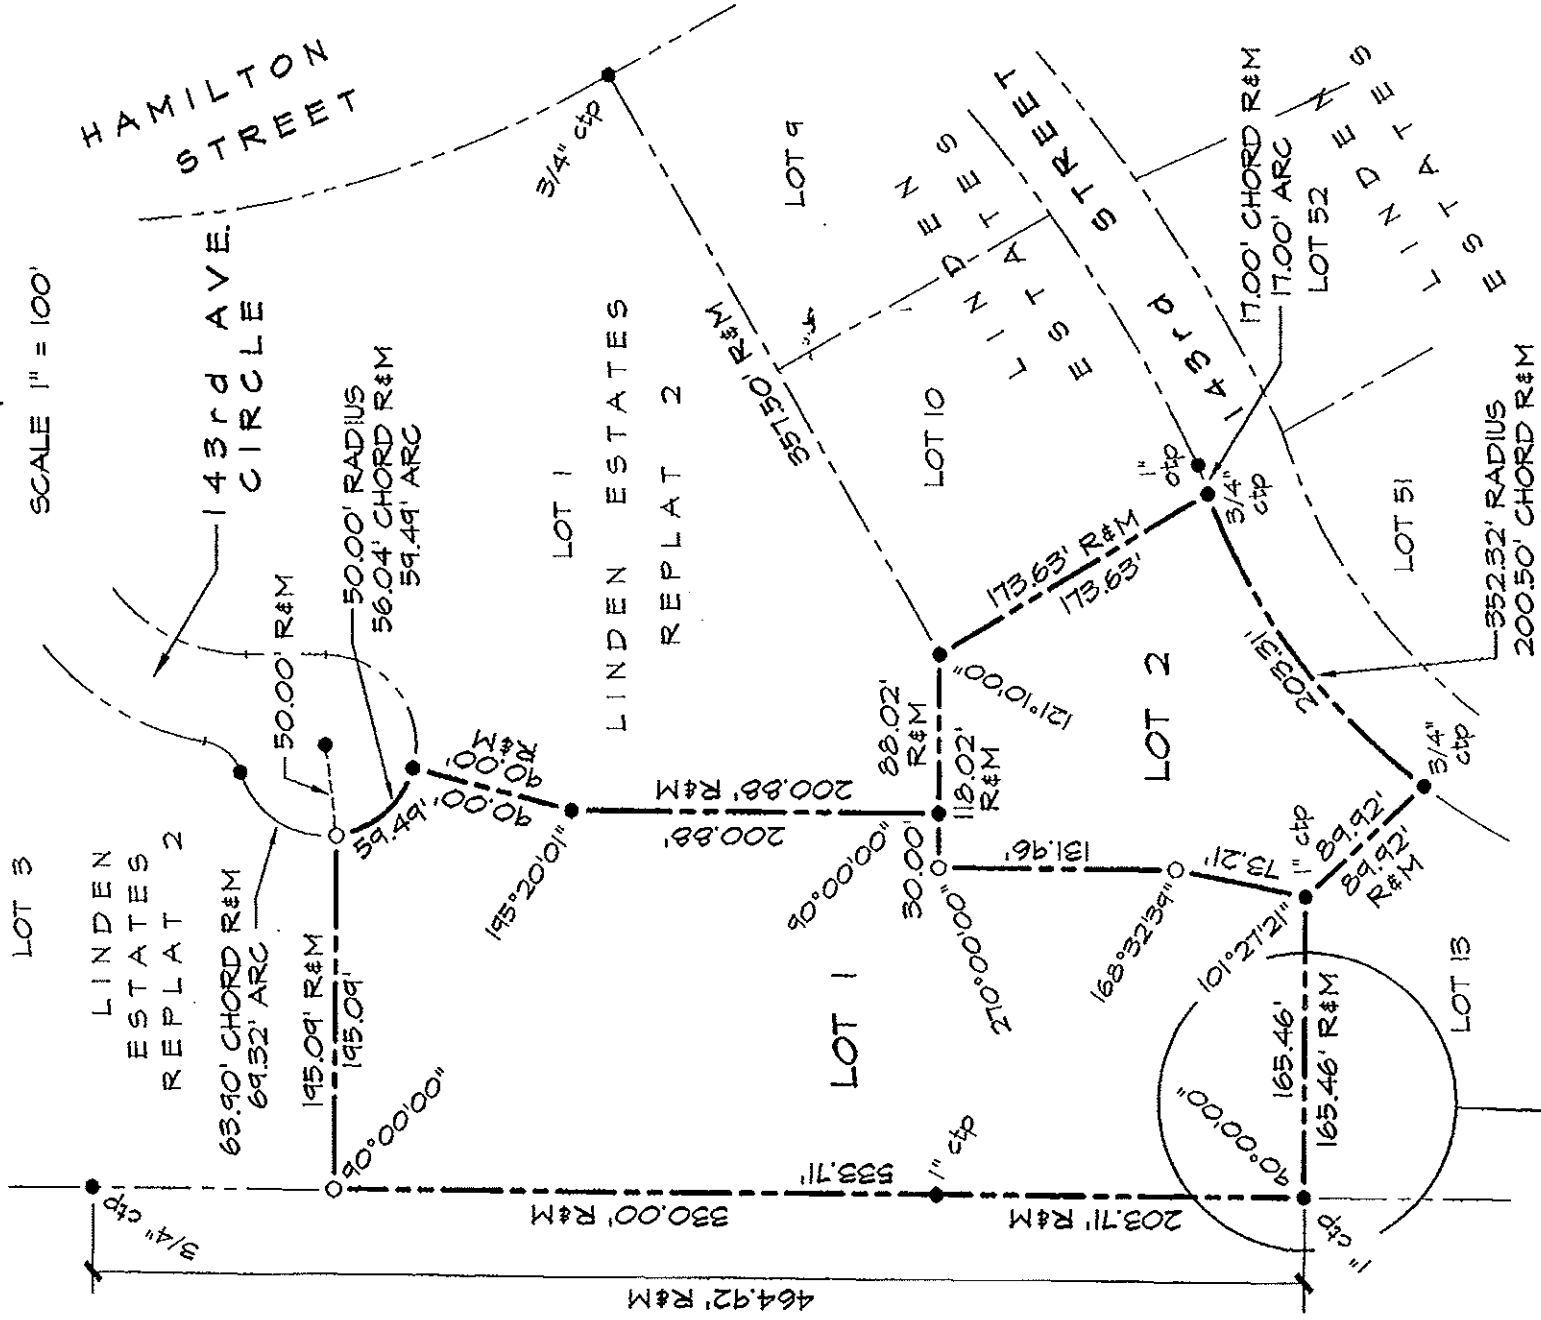 SCALE 1" = 100'
HAMILTON
STREET
143rd AVE.
CIRCLE
3/4" ctp
LOT 9
LINDEN
ESTATES
143rd STREET
17.00' CHORD R&M
17.00' ARC
LOT 52
LINDEN
ESTATES
50.00' R&M
50.00' RADIUS
56.04' CHORD R&M
59.49' ARC
LOT 1
LINDEN ESTATES
REPLAT 2
357.50' R&M
LOT 10
1" ctp
3/4" ctp
LOT 51
352.32' RADIUS
200.50' CHORD R&M
173.63' R&M
173.63'
203.31'
LOT 3
LINDEN
ESTATES
REPLAT 2
63.90' CHORD R&M
69.32' ARC
195.09' R&M
195.09'
59.49'
90.00'
R&M
90.00'
195°20'01"
200.88' R&M
200.88'
88.02'
R&M
118.02'
R&M
30.00'
90°00'00"
270°00'00"
121°10'00"
LOT 2
3/4"
ctp
131.96'
168°32'39"
73.21'
1" ctp
89.92'
89.92'
R&M
101°27'21"
LOT 1
90°00'00"
3/4" ctp
533.71'
330.00' R&M
1" ctp
203.71' R&M
165.46'
165.46' R&M
90°00'00"
1" ctp
LOT 13
464.92' R&M